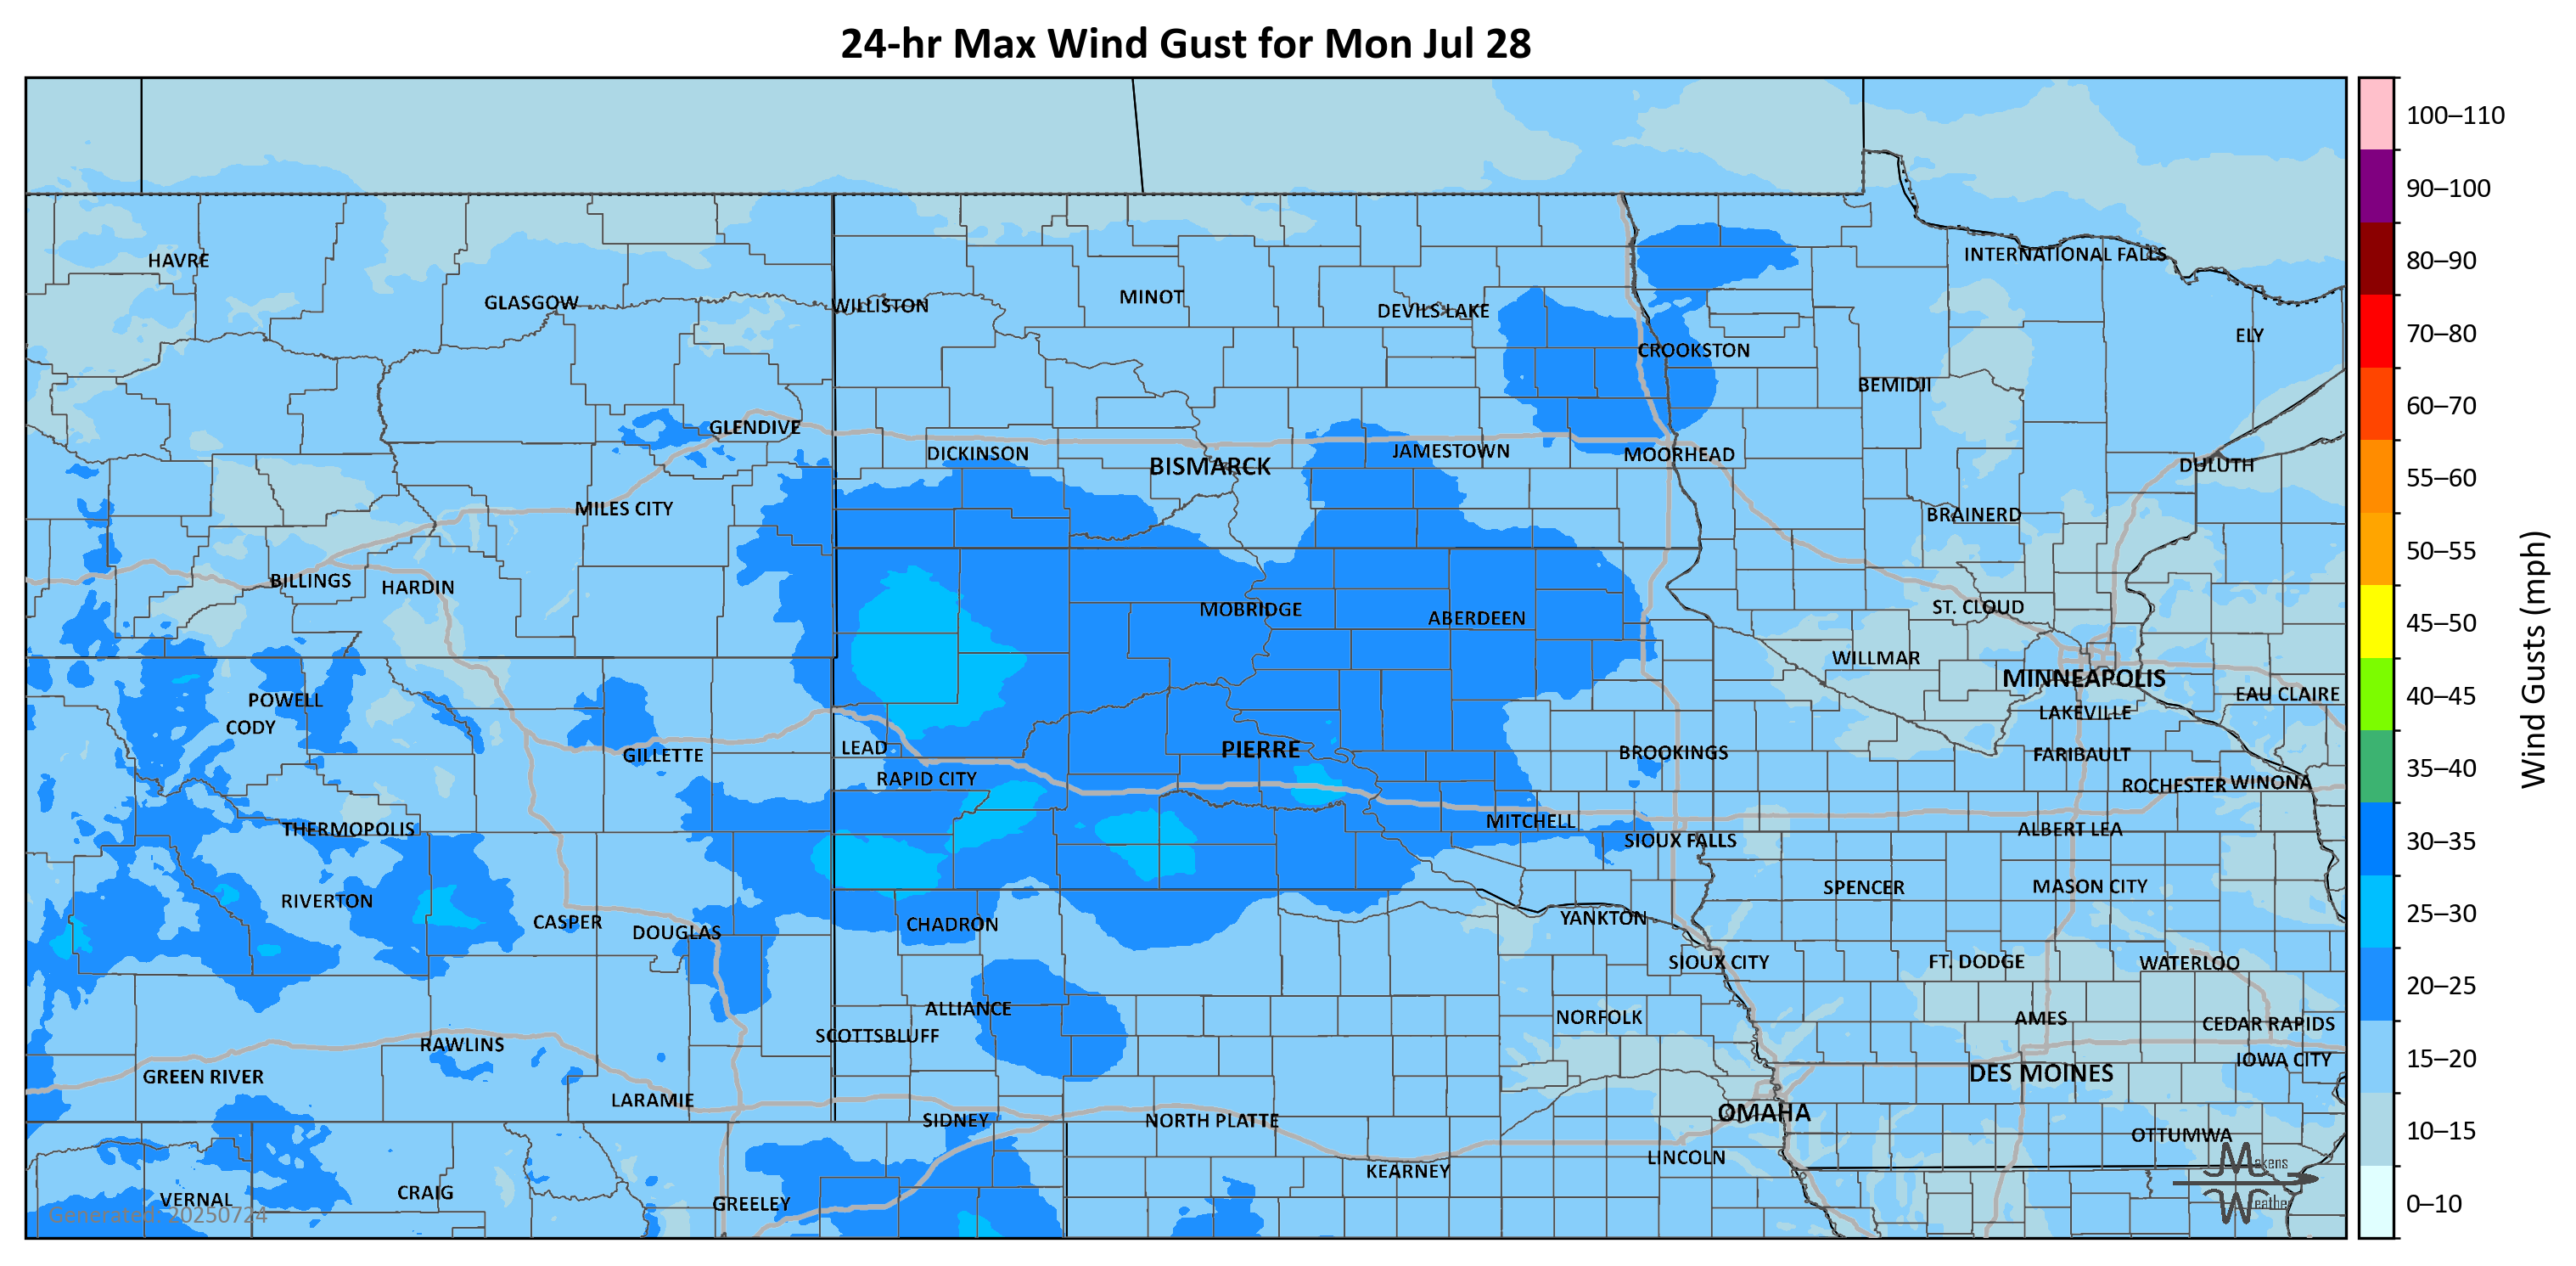 24-hr Max Wind Gust for Mon Jul 28
100–110
90–100
INTERNATIONAL FALLS
HAVRE
80–90
MINOT
GLASGOW
WILLISTON
DEVILS LAKE
70–80
ELY
CROOKSTON
BEMIDJI
60–70
GLENDIVE
DICKINSON
JAMESTOWN
MOORHEAD
BISMARCK
DULUTH
55–60
MILES CITY
BRAINERD
50–55
BILLINGS
HARDIN
MOBRIDGE
ABERDEEN
ST. CLOUD
45–50
WILLMAR
MINNEAPOLIS
EAU CLAIRE
40–45
POWELL
LAKEVILLE
CODY
Wind Gusts (mph)
LEAD
PIERRE
BROOKINGS
FARIBAULT
GILLETTE
35–40
RAPID CITY
ROCHESTER
WINONA
MITCHELL
THERMOPOLIS
ALBERT LEA
SIOUX FALLS
30–35
SPENCER
MASON CITY
RIVERTON
25–30
CASPER
CHADRON
YANKTON
DOUGLAS
SIOUX CITY
FT. DODGE
WATERLOO
20–25
ALLIANCE
NORFOLK
AMES
CEDAR RAPIDS
SCOTTSBLUFF
RAWLINS
IOWA CITY
15–20
GREEN RIVER
DES MOINES
LARAMIE
OMAHA
SIDNEY
NORTH PLATTE
OTTUMWA
10–15
LINCOLN
Makens
KEARNEY
CRAIG
VERNAL
GREELEY
Weather
0–10
Generated: 20250724